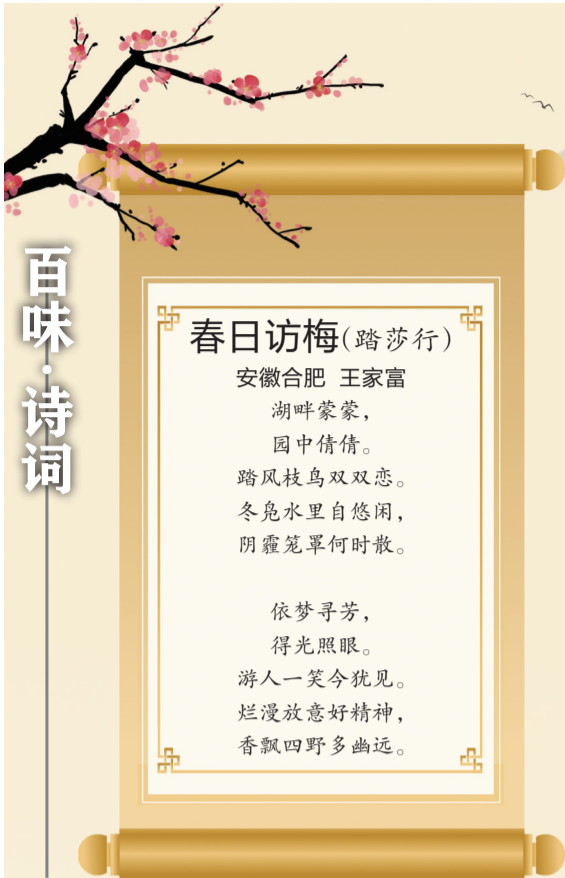 百味·诗词
春日访梅（踏莎行）
安徽合肥 王家富
湖畔蒙蒙，
园中倩倩。
踏风枝鸟双双恋。
冬凫水里自悠闲，
阴霾笼罩何时散。
依梦寻芳，
得光照眼。
游人一笑今犹见。
烂漫放意好精神，
香飘四野多幽远。